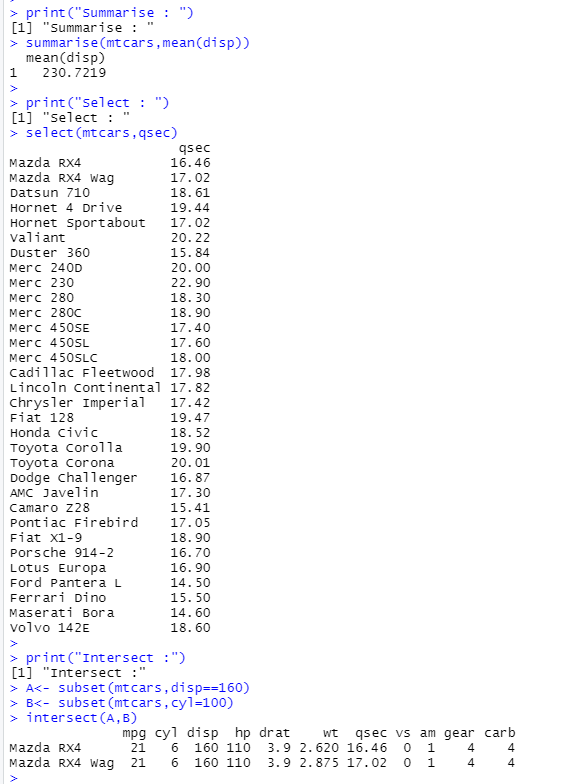 > print("Summarise : ")
[1] "Summarise : "
> summarise(mtcars,mean(disp))
  mean(disp)
1   230.7219
>
> print("Select : ")
[1] "Select : "
> select(mtcars,qsec)
                     qsec
Mazda RX4           16.46
Mazda RX4 Wag       17.02
Datsun 710          18.61
Hornet 4 Drive      19.44
Hornet Sportabout   17.02
Valiant             20.22
Duster 360          15.84
Merc 240D           20.00
Merc 230            22.90
Merc 280            18.30
Merc 280C           18.90
Merc 450SE          17.40
Merc 450SL          17.60
Merc 450SLC         18.00
Cadillac Fleetwood  17.98
Lincoln Continental 17.82
Chrysler Imperial   17.42
Fiat 128            19.47
Honda Civic         18.52
Toyota Corolla      19.90
Toyota Corona       20.01
Dodge Challenger    16.87
AMC Javelin         17.30
Camaro Z28          15.41
Pontiac Firebird    17.05
Fiat X1-9           18.90
Porsche 914-2       16.70
Lotus Europa        16.90
Ford Pantera L      14.50
Ferrari Dino        15.50
Maserati Bora       14.60
Volvo 142E          18.60
>
> print("Intersect :")
[1] "Intersect :"
> A<- subset(mtcars,disp==160)
> B<- subset(mtcars,cyl=100)
> intersect(A,B)
              mpg cyl disp  hp drat    wt  qsec vs am gear carb
Mazda RX4      21   6  160 110  3.9 2.620 16.46  0  1    4    4
Mazda RX4 Wag  21   6  160 110  3.9 2.875 17.02  0  1    4    4
>